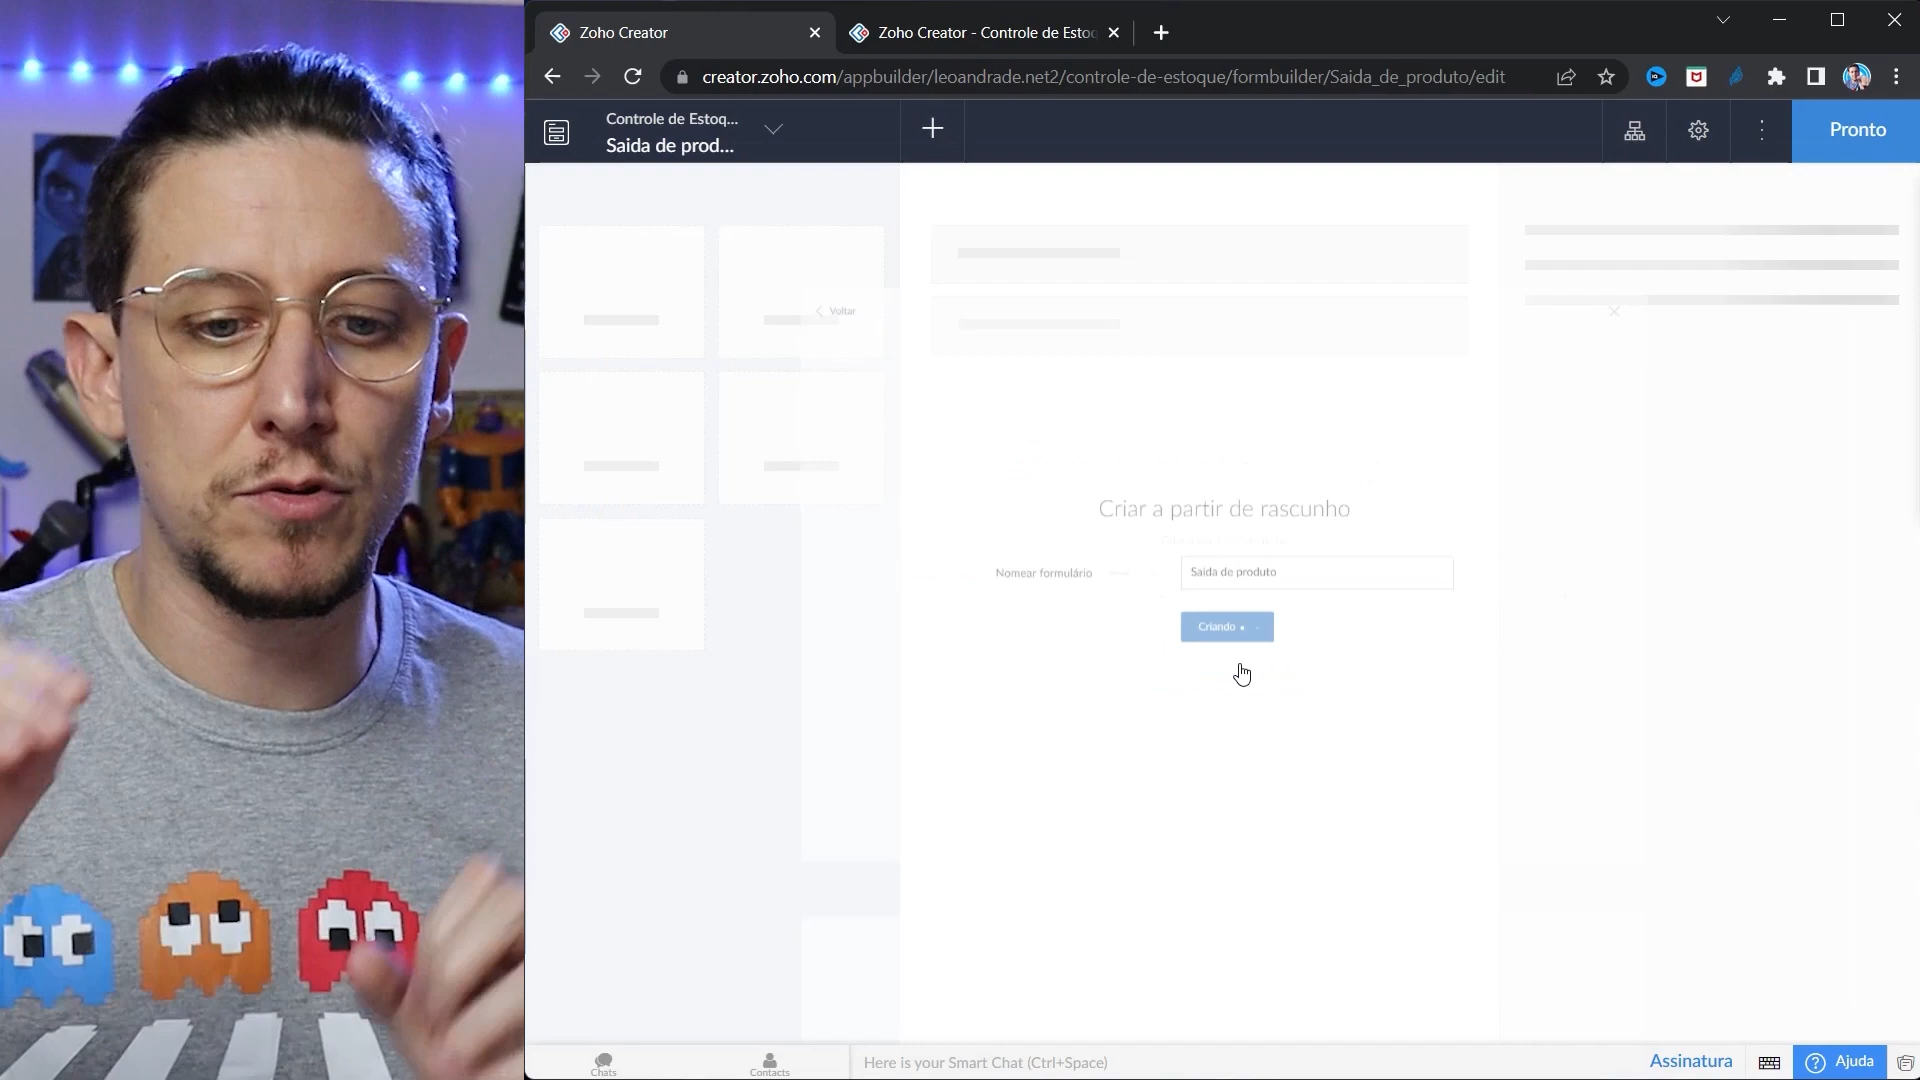 Zoho Creator
Zoho Creator - Controle de Estoq
creator.zoho.com/appbuilder/leoandrade.net2/controle-de-estoque/formbuilder/Saida_de_produto/edit
Controle de Estoq...
Saida de prod...
Pronto
Voltar
Criar a partir de rascunho
Nomear formulário
Saida de produto
Criando
Chats
Contacts
Here is your Smart Chat (Ctrl+Space)
Assinatura
Ajuda